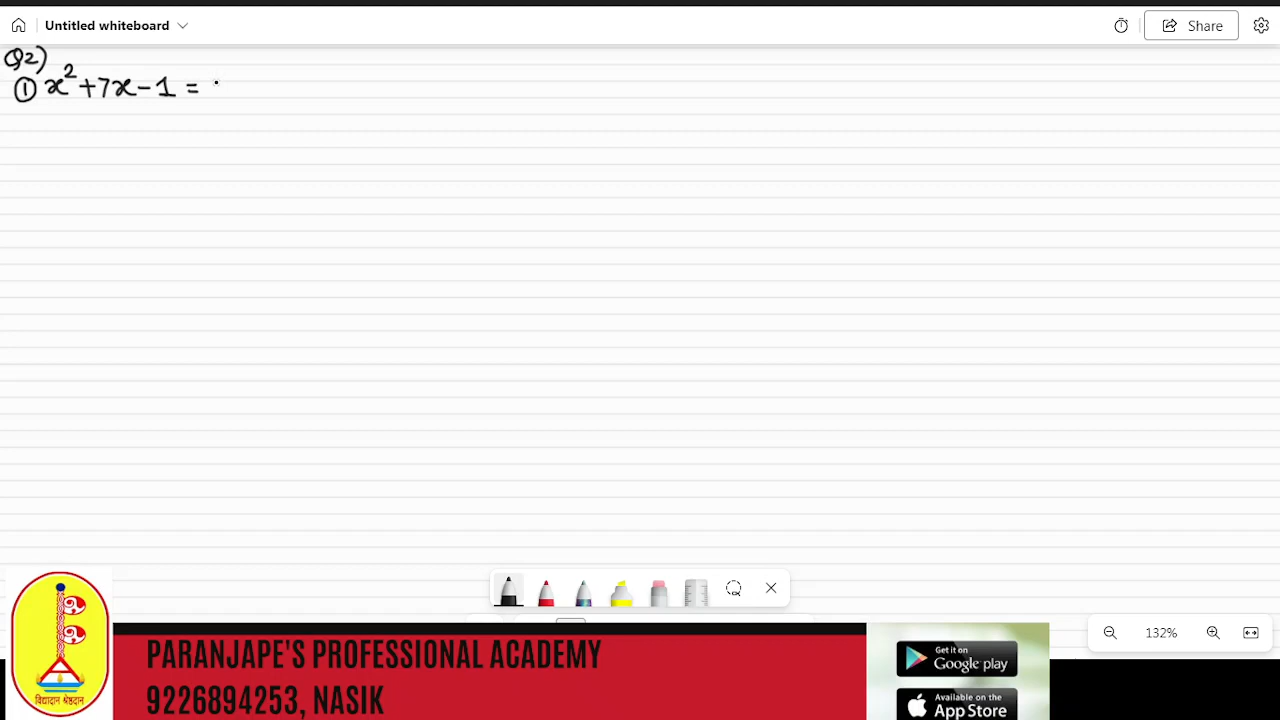 Untitled whiteboard
Share
Q2)
① x² + 7x - 1 =
132%
PARANJAPE'S PROFESSIONAL ACADEMY
9226894253, NASIK
विद्यादान श्रेष्ठदान
Get it on
Google play
Available on the
App Store